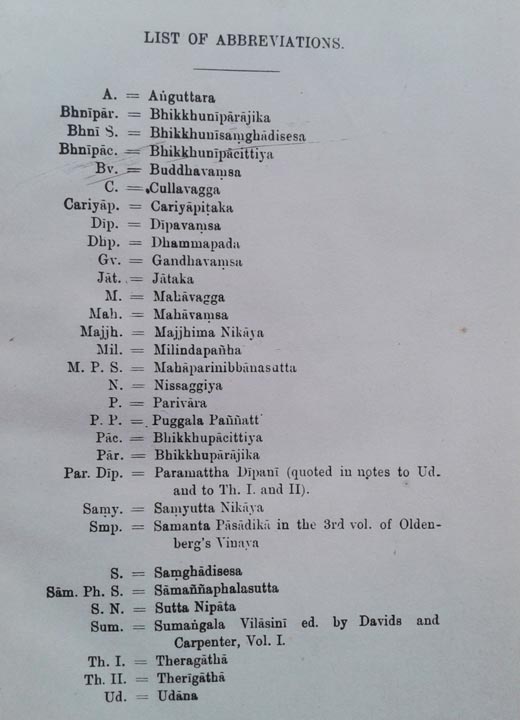 LIST OF ABBREVIATIONS.
A. = Aṅguttara
Bhnīpār. = Bhikkhunīpārājika
Bhnī S. = Bhikkhunīsaṃghādisesa
Bhnīpāc. = Bhikkhunīpācittiya
Bv. = Buddhavaṃsa
C. = Cullavagga
Cariyāp. = Cariyāpiṭaka
Dīp. = Dīpavaṃsa
Dhp. = Dhammapada
Gv. = Gandhavaṃsa
Jāt. = Jātaka
M. = Mahāvagga
Mah. = Mahāvaṃsa
Majjh. = Majjhima Nikāya
Mil. = Milindapañha
M. P. S. = Mahāparinibbānasutta
N. = Nissaggiya
P. = Parivāra
P. P. = Puggala Paññatt
Pāc. = Bhikkhupācittiya
Pār. = Bhikkhupārājika
Par. Dīp. = Paramattha Dīpanī (quoted in notes to Ud.
and to Th. I. and II).
Saṃy. = Saṃyutta Nikāya
Smp. = Samanta Pāsādikā in the 3rd vol. of Olden-
berg's Vinaya
S. = Saṃghādisesa
Sām. Ph. S. = Sāmaññaphalasutta
S. N. = Sutta Nipāta
Sum. = Sumaṅgala Vilāsinī ed. by Davids and
Carpenter, Vol. I.
Th. I. = Theragāthā
Th. II. = Therīgāthā
Ud. = Udāna